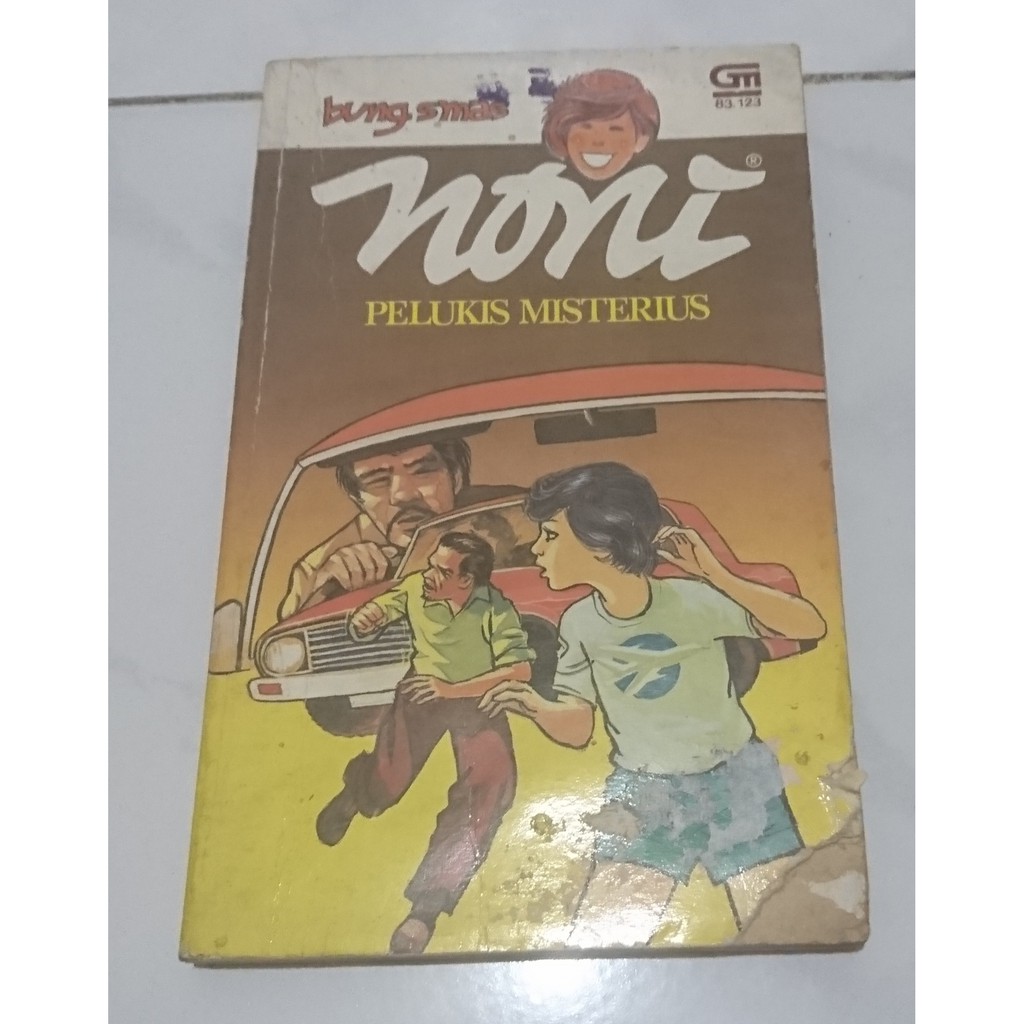 bung smas
GM
83.123
noni®
PELUKIS MISTERIUS